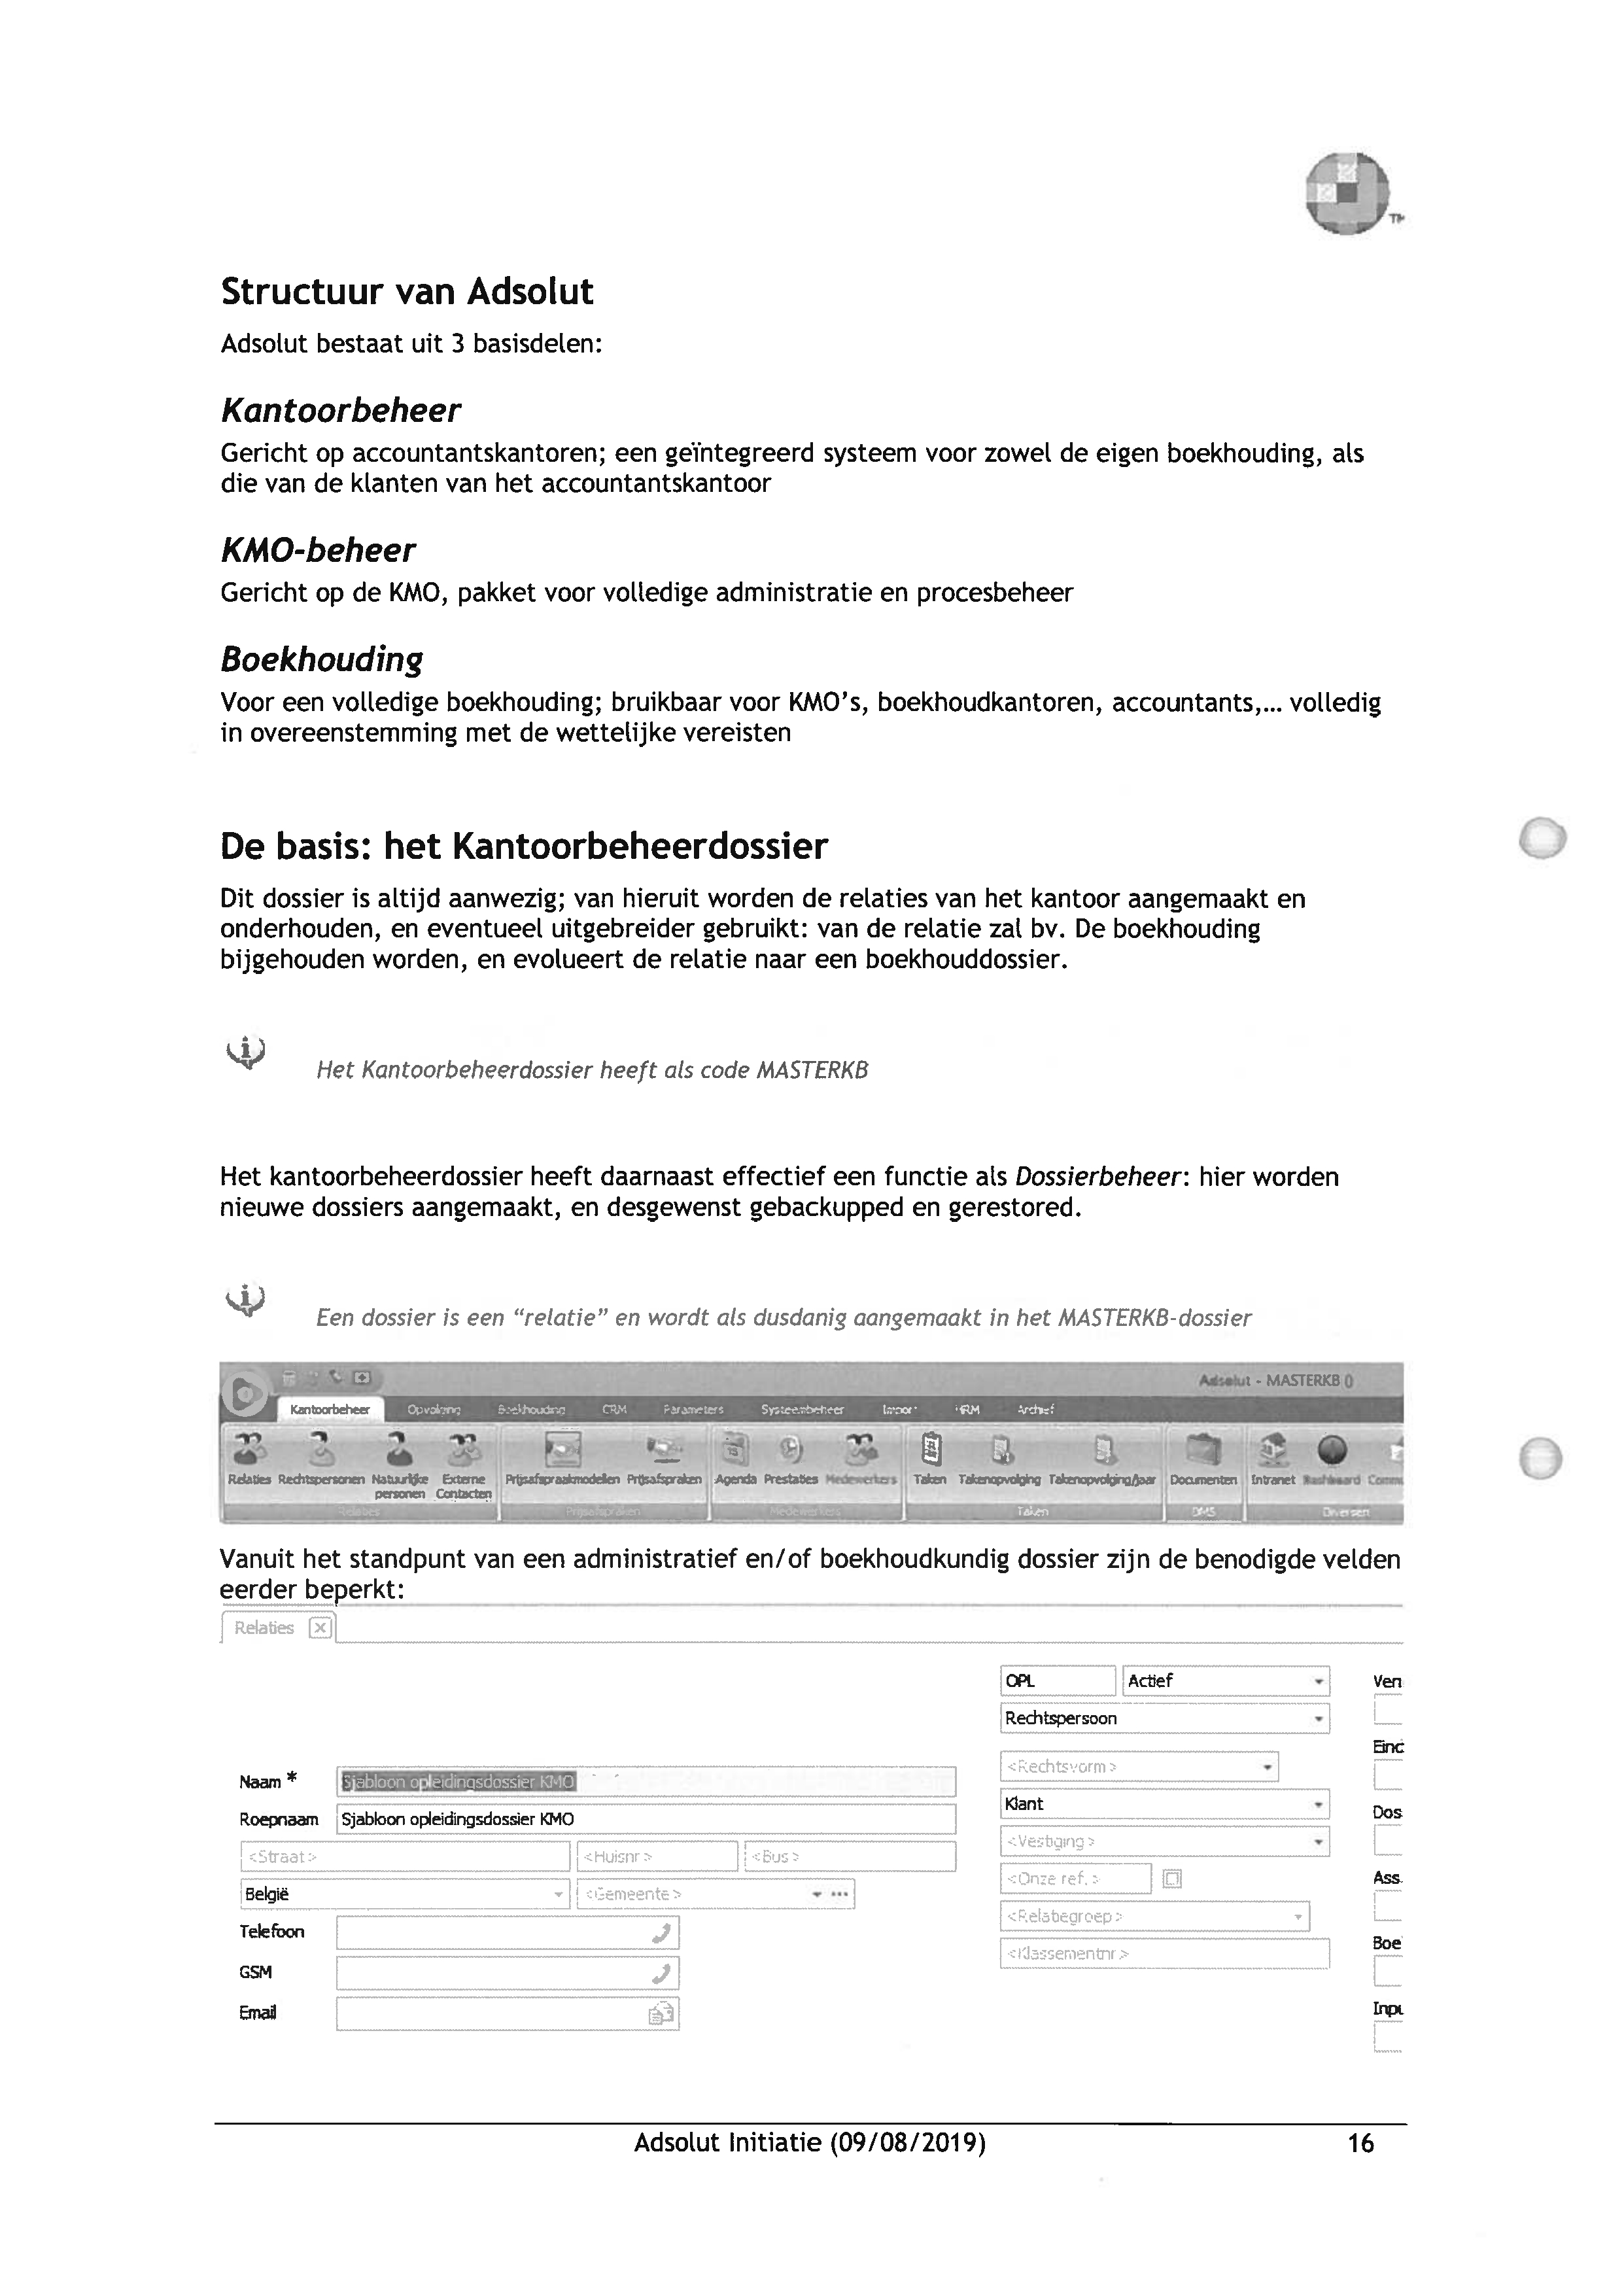 TM
Structuur van Adsolut
Adsolut bestaat uit 3 basisdelen:
Kantoorbeheer
Gericht op accountantskantoren; een geïntegreerd systeem voor zowel de eigen boekhouding, als
die van de klanten van het accountantskantoor
KMO-beheer
Gericht op de KMO, pakket voor volledige administratie en procesbeheer
Boekhouding
Voor een volledige boekhouding; bruikbaar voor KMO's, boekhoudkantoren, accountants,... volledig
in overeenstemming met de wettelijke vereisten
De basis: het Kantoorbeheerdossier
Dit dossier is altijd aanwezig; van hieruit worden de relaties van het kantoor aangemaakt en
onderhouden, en eventueel uitgebreider gebruikt: van de relatie zal bv. De boekhouding
bijgehouden worden, en evolueert de relatie naar een boekhouddossier.
Het Kantoorbeheerdossier heeft als code MASTERKB
Het kantoorbeheerdossier heeft daarnaast effectief een functie als Dossierbeheer: hier worden
nieuwe dossiers aangemaakt, en desgewenst gebackupped en gerestored.
Een dossier is een "relatie" en wordt als dusdanig aangemaakt in het MASTERKB-dossier
Adsolut - MASTERKB ()
Kantoorbeheer Opvolging Boekhouding CRM Parameters Systeembeheer Import HRM Archief
Relaties Rechtspersonen Natuurlijke Externe Prijsafspraakmodellen Prijsafspraken Agenda Prestaties Medewerkers Taken Takenopvolging Takenopvolging/jaar Documenten Intranet Dashboard Comm
personen Contacten
Relaties Prijsafspraken Medewerkers Taken DMS Diversen
Vanuit het standpunt van een administratief en/of boekhoudkundig dossier zijn de benodigde velden
eerder beperkt:
Relaties x
OPL Actief Ven
Rechtspersoon
Eind
Naam * Sjabloon opleidingsdossier KMO <Rechtsvorm>
Roepnaam Sjabloon opleidingsdossier KMO Klant Dos
<Straat> <Huisnr> <Bus> <Vestiging>
België <Gemeente> ... <Onze ref.> Ass.
Telefoon <Relatiegroep>
GSM <Klassementnr> Boe
Email Inpu
Adsolut Initiatie (09/08/2019) 16